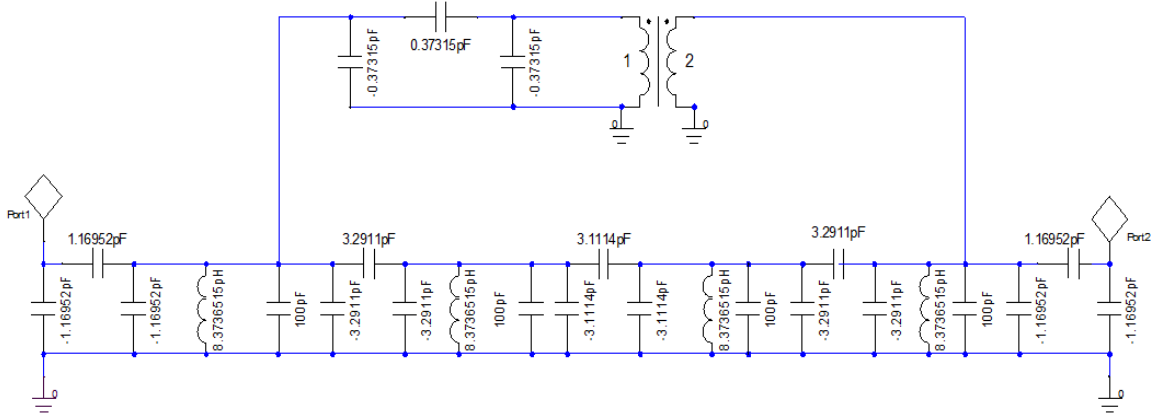 0.37315pF
-0.37315pF
-0.37315pF
1
2
0
0
Port1
Port2
1.16952pF
3.2911pF
3.1114pF
3.2911pF
1.16952pF
-1.16952pF
-1.16952pF
8.3736515pH
100pF
-3.2911pF
-3.2911pF
8.3736515pH
100pF
-3.1114pF
-3.1114pF
8.3736515pH
100pF
-3.2911pF
-3.2911pF
8.3736515pH
100pF
-1.16952pF
-1.16952pF
0
0